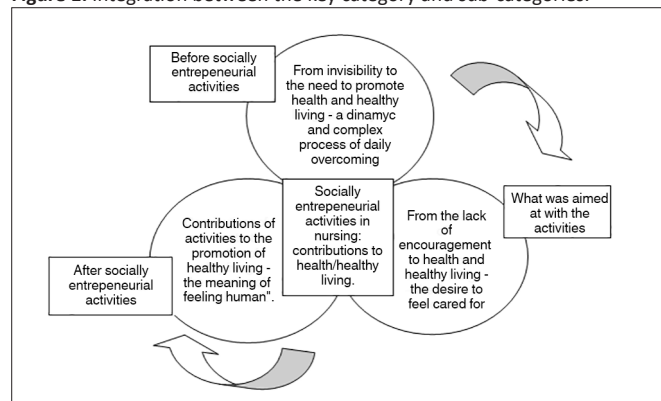 Figure 1. Integration between the key category and sub-categories.
Before socially
entrepeneurial
activities
From invisibility to
the need to promote
health and healthy
living - a dinamyc
and complex
process of daily
overcoming
Socially
entrepeneurial
activities in
nursing:
contributions to
health/healthy
living.
What was aimed
at with the
activities
From the lack
of
encouragement
to health and
healthy living -
the desire to
feel cared for
Contributions of
activities to the
promotion of
healthy living -
the meaning of
feeling human".
After socially
entrepeneurial
activities